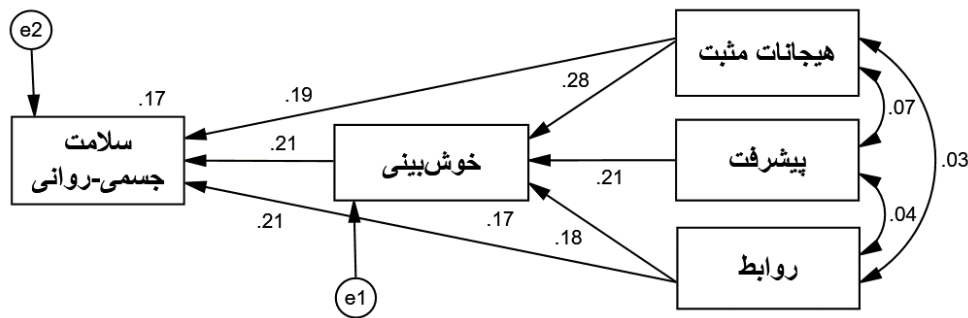 e2
هیجانات مثبت
.28
.19
.17
.07
سلامت
جسمی-روانی
.21
خوش‌بینی
.21
پیشرفت
.03
.04
.21
.17
.18
روابط
e1